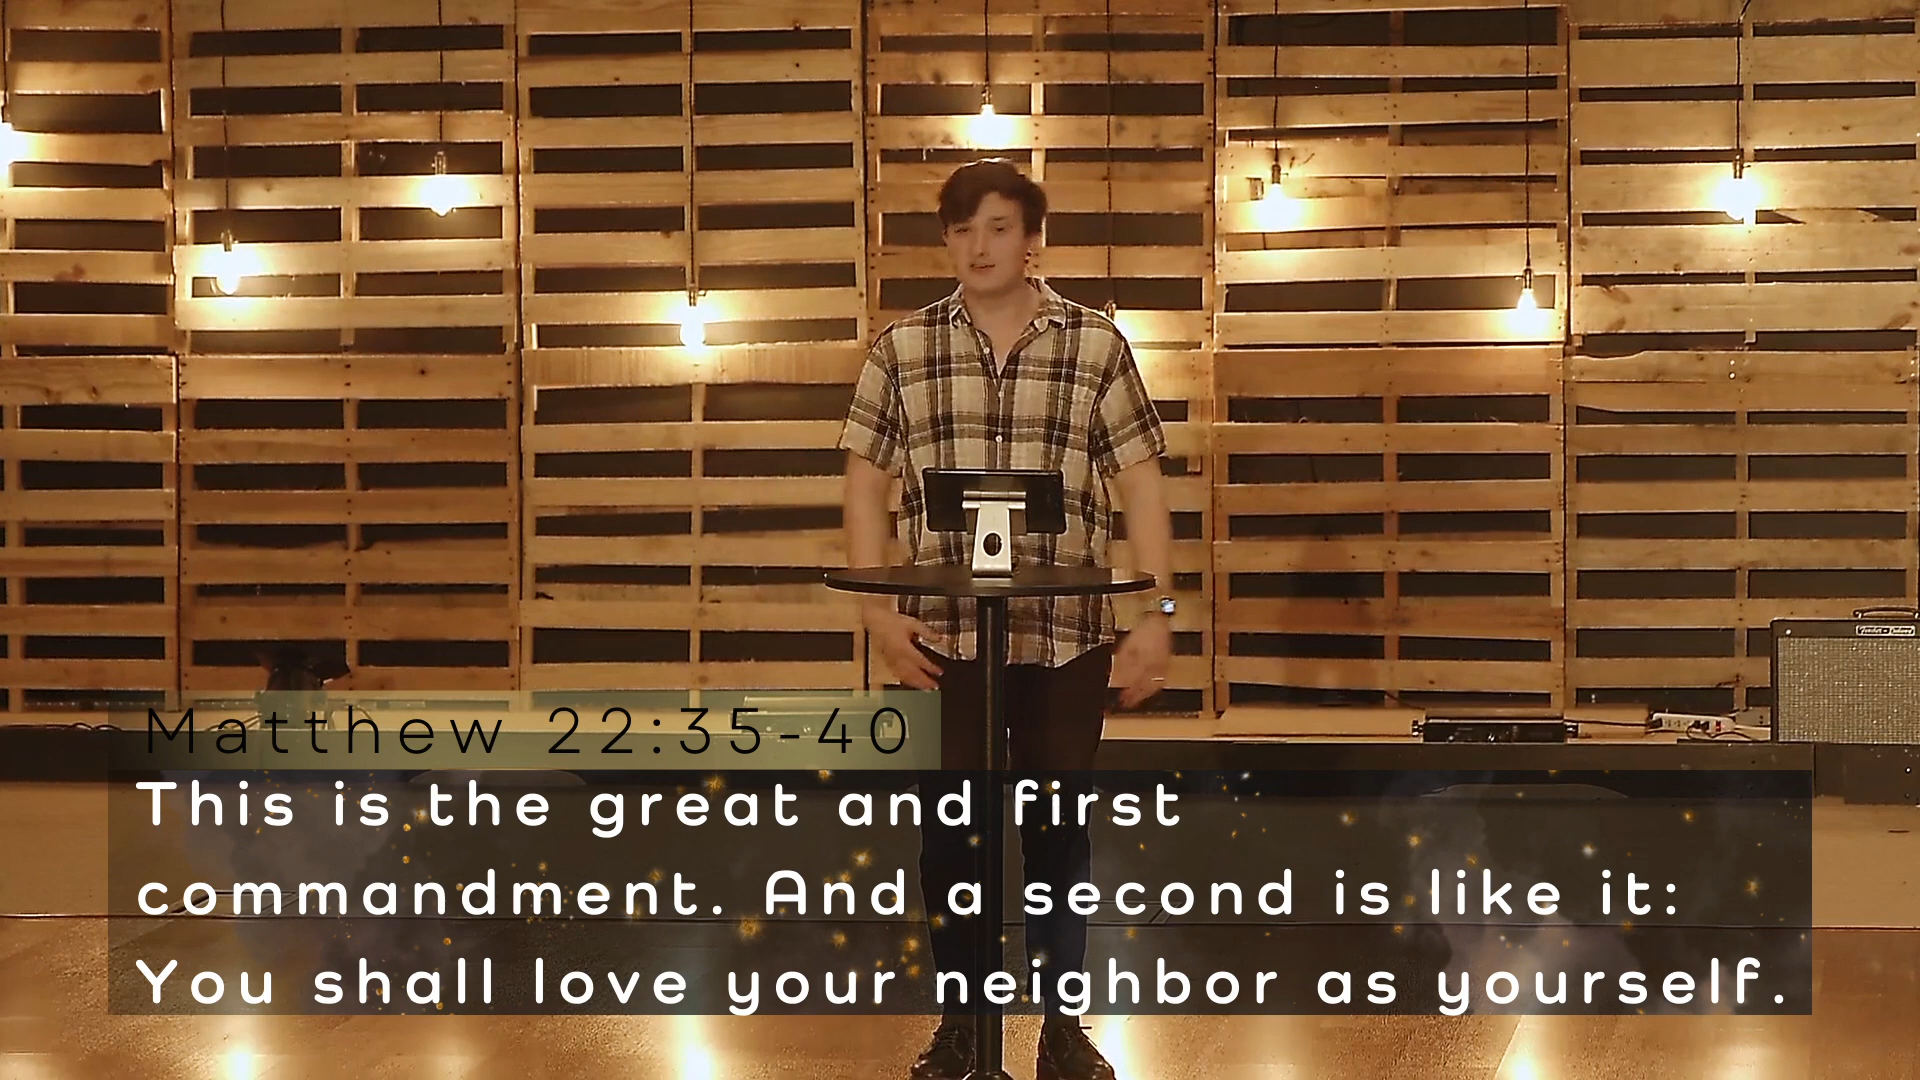 Matthew 22:35-40
This is the great and first
commandment. And a second is like it:
You shall love your neighbor as yourself.